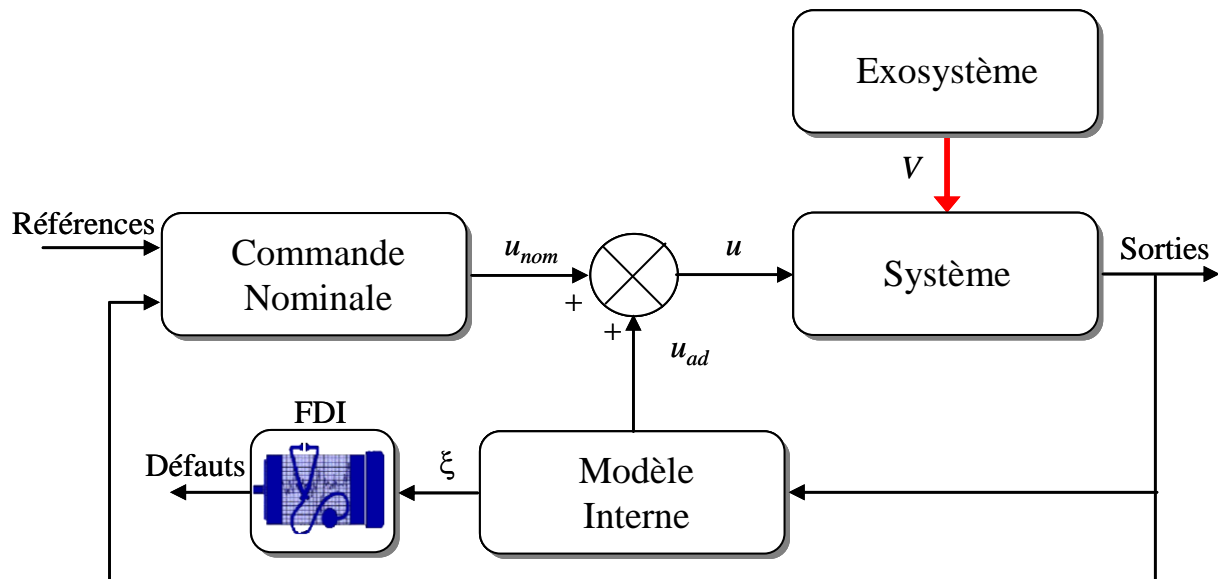 Exosystème
V
Références
Commande
Nominale
u_nom
+
+
u
Système
Sorties
u_ad
FDI
Défauts
ξ
Modèle
Interne